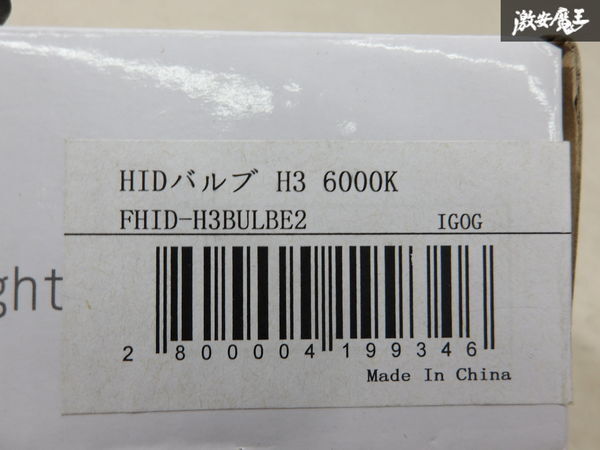 激安魔王
HIDバルブ H3 6000K
FHID-H3BULBE2 IGOG
ght
2 800004 199346
Made In China